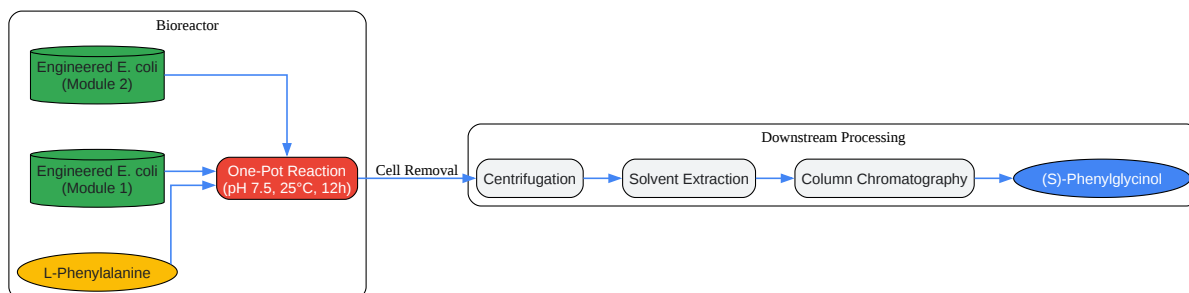 Bioreactor
Engineered E. coli
(Module 2)
Engineered E. coli
(Module 1)
L-Phenylalanine
One-Pot Reaction
(pH 7.5, 25°C, 12h)
Cell Removal
Downstream Processing
Centrifugation
Solvent Extraction
Column Chromatography
(S)-Phenylglycinol